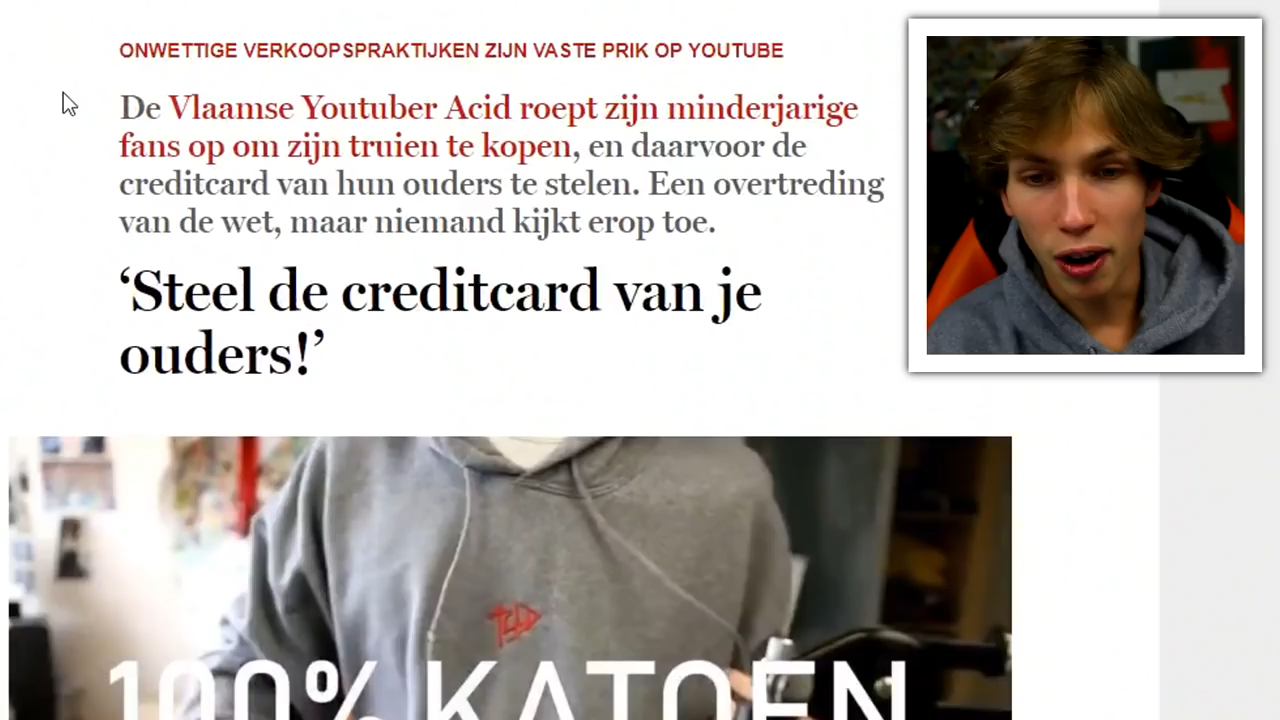 ONWETTIGE VERKOOPSPRAKTIJKEN ZIJN VASTE PRIK OP YOUTUBE
De Vlaamse Youtuber Acid roept zijn minderjarige
fans op om zijn truien te kopen, en daarvoor de
creditcard van hun ouders te stelen. Een overtreding
van de wet, maar niemand kijkt erop toe.
‘Steel de creditcard van je
ouders!’
100% KATOEN